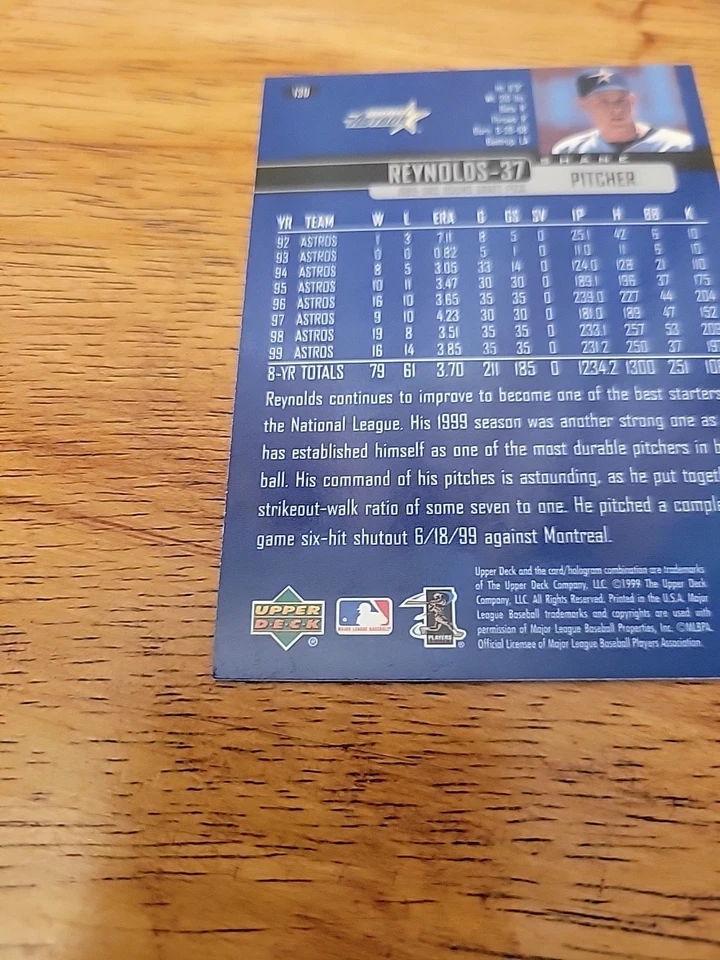 ASTROS
SHANE
REYNOLDS-37
PITCHER
YR TEAM W L ERA G GS SV IP H BB K
92 ASTROS 1 3 7.11 8 5 0 25.1 42 6 10
93 ASTROS 0 0 0.82 5 1 0 11.0 11 6 10
94 ASTROS 8 5 3.05 33 14 0 124.0 128 21 110
95 ASTROS 10 11 3.47 30 30 0 189.1 196 37 175
96 ASTROS 16 10 3.65 35 35 0 239.0 227 44 204
97 ASTROS 9 10 4.23 30 30 0 181.0 189 47 152
98 ASTROS 19 8 3.51 35 35 0 233.1 257 53 20
99 ASTROS 16 14 3.85 35 35 0 231.2 250 37 19
8-YR TOTALS 79 61 3.70 211 185 0 1234.2 1300 251 10
Reynolds continues to improve to become one of the best starters
the National League. His 1999 season was another strong one as
has established himself as one of the most durable pitchers in b
ball. His command of his pitches is astounding, as he put toget
strikeout-walk ratio of some seven to one. He pitched a comple
game six-hit shutout 6/18/99 against Montreal.
Upper Deck and the card/hologram combination are trademarks
of The Upper Deck Company, LLC. ©1999 The Upper Deck
Company, LLC. All Rights Reserved. Printed in the U.S.A. Major
League Baseball trademarks and copyrights are used with
permission of Major League Baseball Properties, Inc. ©MLBPA
Official Licensee of Major League Baseball Players Association.
UPPER
DECK
MAJOR LEAGUE BASEBALL
PLAYERS